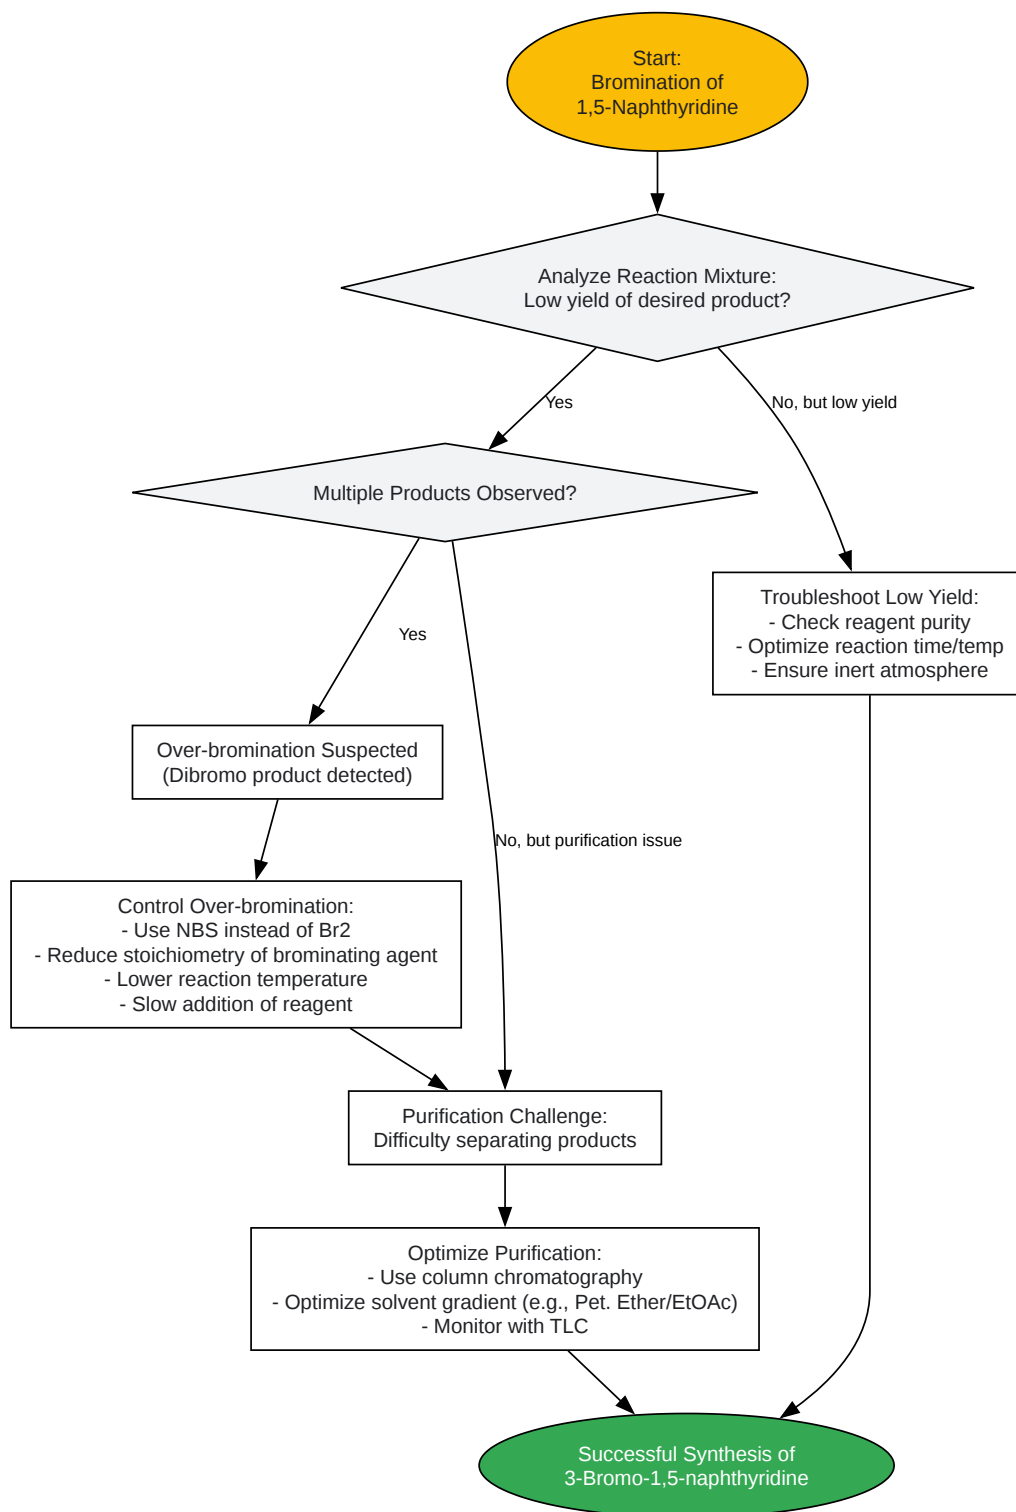 Start:
Bromination of
1,5-Naphthyridine
Analyze Reaction Mixture:
Low yield of desired product?
Yes
No, but low yield
Multiple Products Observed?
Troubleshoot Low Yield:
- Check reagent purity
- Optimize reaction time/temp
- Ensure inert atmosphere
Yes
Over-bromination Suspected
(Dibromo product detected)
No, but purification issue
Control Over-bromination:
- Use NBS instead of Br2
- Reduce stoichiometry of brominating agent
- Lower reaction temperature
- Slow addition of reagent
Purification Challenge:
Difficulty separating products
Optimize Purification:
- Use column chromatography
- Optimize solvent gradient (e.g., Pet. Ether/EtOAc)
- Monitor with TLC
Successful Synthesis of
3-Bromo-1,5-naphthyridine